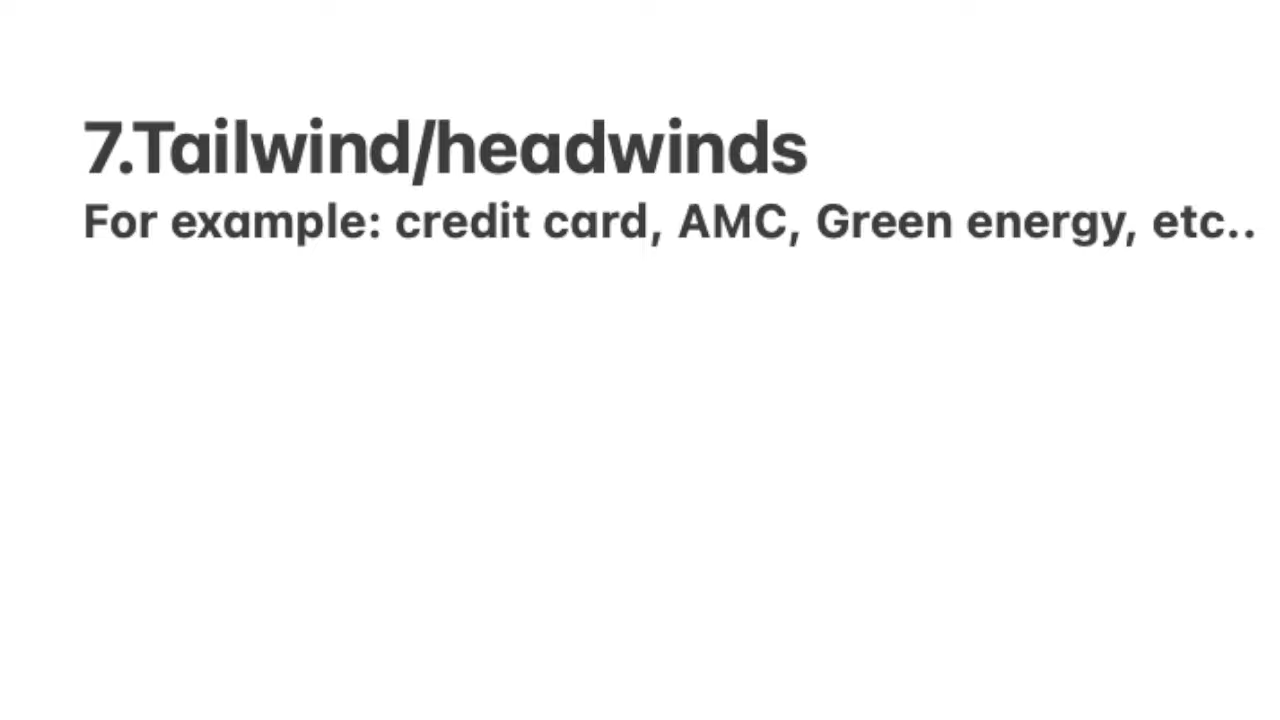 7.Tailwind/headwinds
For example: credit card, AMC, Green energy, etc..